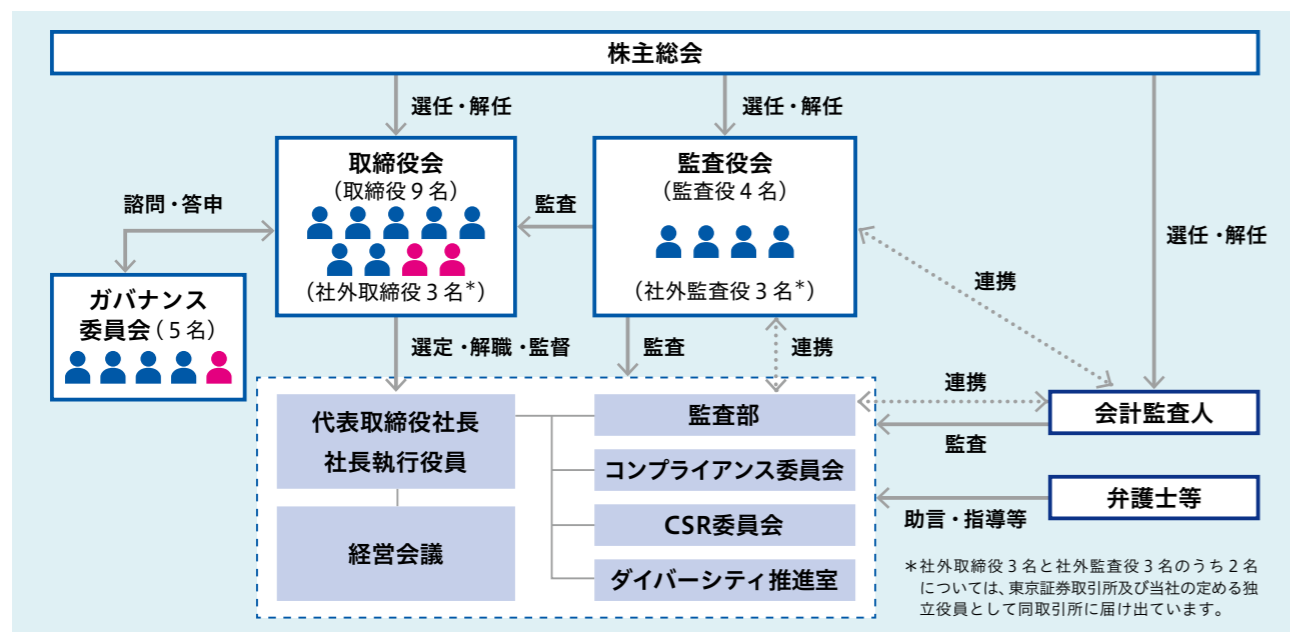 株主総会
選任・解任
選任・解任
選任・解任
取締役会
（取締役9名）
（社外取締役3名＊）
監査
監査役会
（監査役4名）
（社外監査役3名＊）
諮問・答申
ガバナンス
委員会（5名）
選定・解職・監督
監査
連携
連携
連携
代表取締役社長
社長執行役員
経営会議
監査部
コンプライアンス委員会
CSR委員会
ダイバーシティ推進室
会計監査人
監査
弁護士等
助言・指導等
＊社外取締役3名と社外監査役3名のうち2名
については、東京証券取引所及び当社の定める独
立役員として同取引所に届け出ています。